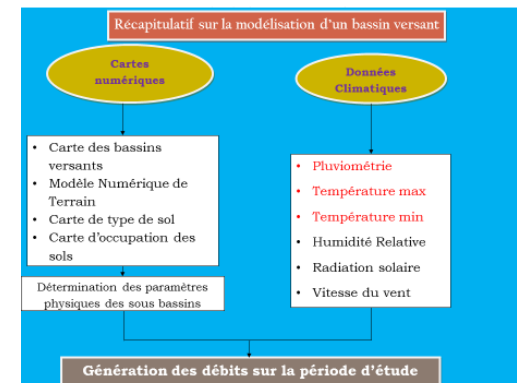 Récapitulatif sur la modélisation d'un bassin versant
Cartes
numériques
• Carte des bassins
versants
• Modèle Numérique de
Terrain
• Carte de type de sol
• Carte d'occupation des
sols
Détermination des paramètres
physiques des sous bassins
Données
Climatiques
• Pluviométrie
• Température max
• Température min
• Humidité Relative
• Radiation solaire
• Vitesse du vent
Génération des débits sur la période d'étude